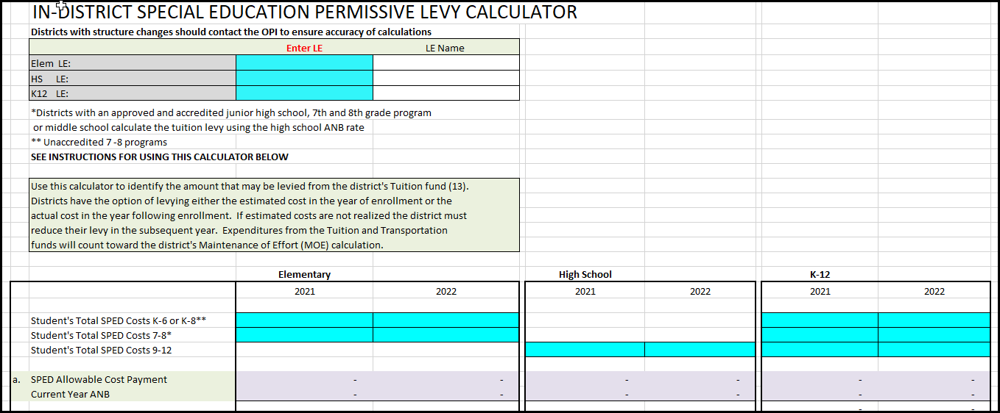 IN-DISTRICT SPECIAL EDUCATION PERMISSIVE LEVY CALCULATOR
Districts with structure changes should contact the OPI to ensure accuracy of calculations
Enter LE LE Name
Elem LE:
HS LE:
K12 LE:
*Districts with an approved and accredited junior high school, 7th and 8th grade program
or middle school calculate the tuition levy using the high school ANB rate
** Unaccredited 7 -8 programs
SEE INSTRUCTIONS FOR USING THIS CALCULATOR BELOW
Use this calculator to identify the amount that may be levied from the district's Tuition fund (13).
Districts have the option of levying either the estimated cost in the year of enrollment or the
actual cost in the year following enrollment. If estimated costs are not realized the district must
reduce their levy in the subsequent year. Expenditures from the Tuition and Transportation
funds will count toward the district's Maintenance of Effort (MOE) calculation.
Elementary High School K-12
2021 2022 2021 2022 2021 2022
Student's Total SPED Costs K-6 or K-8**
Student's Total SPED Costs 7-8*
Student's Total SPED Costs 9-12
a. SPED Allowable Cost Payment - - - - - -
Current Year ANB - - - - - -
- -